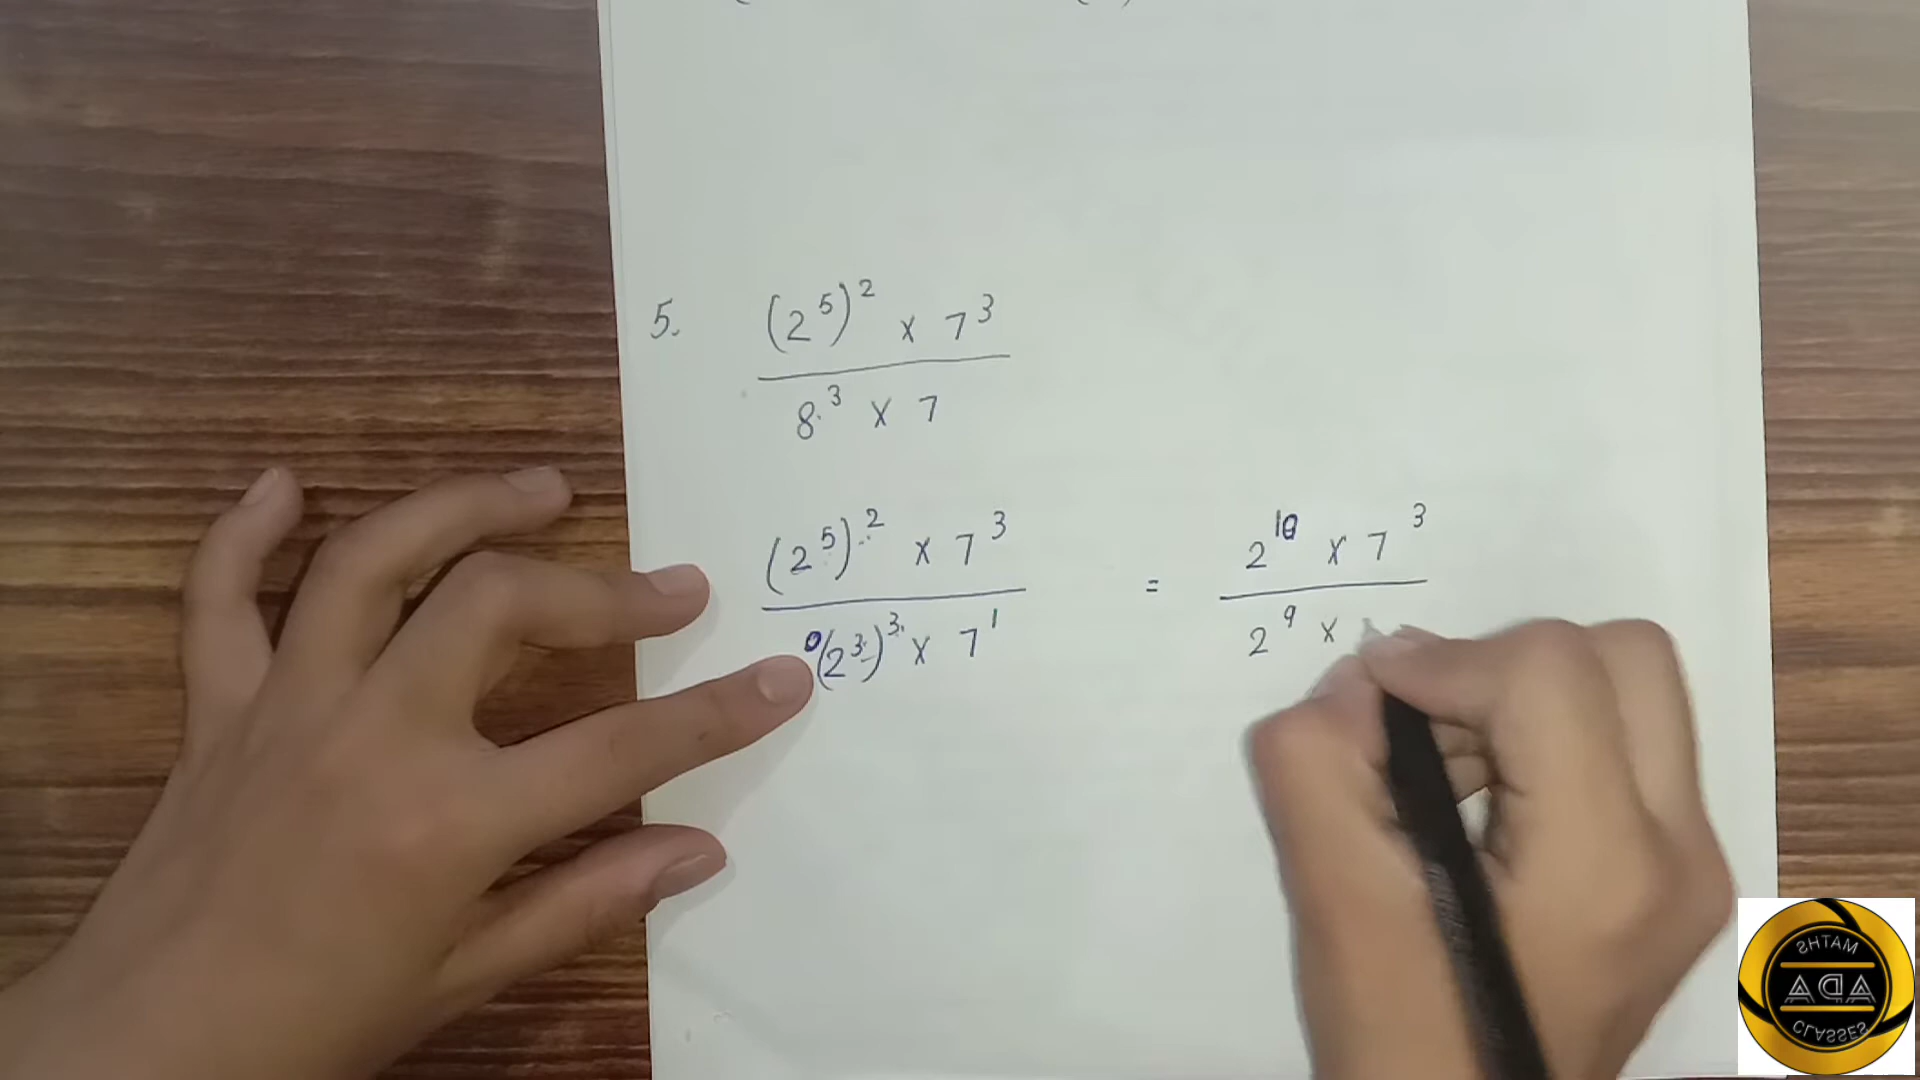 5. (2⁵)² x 7³
8³ x 7
(2⁵)² x 7³ = 2¹⁰ x 7³
(2³)³ x 7¹ 2⁹ x
MATHS
ADA
CLASSES